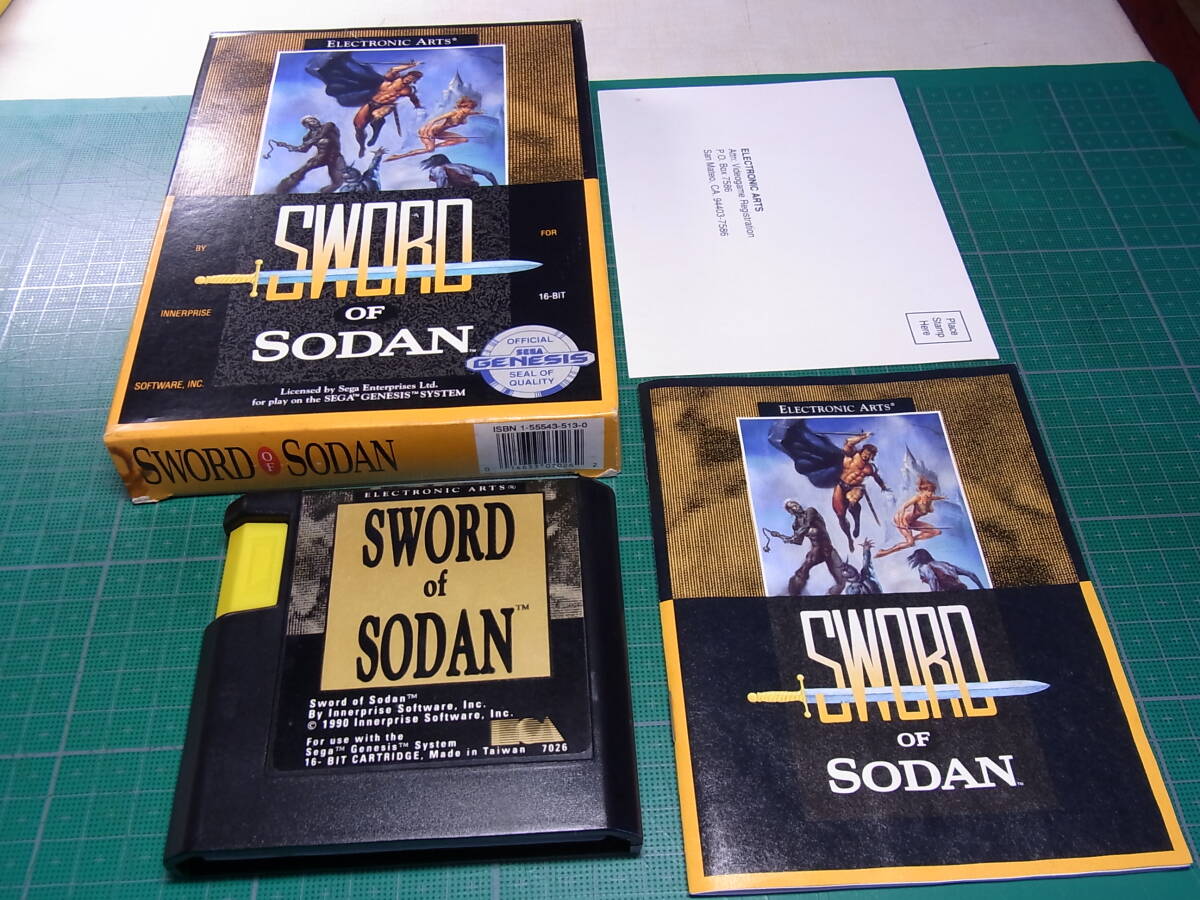 ELECTRONIC ARTS®
SWORD
BY
FOR
INNERPRISE
16-BIT
OF
SODAN™
SOFTWARE, INC.
OFFICIAL
SEGA
GENESIS™
SEAL OF
QUALITY
Licensed by Sega Enterprises Ltd.
for play on the SEGA™ GENESIS™ SYSTEM
SWORD OF SODAN
ISBN 1-55543-513-0
ELECTRONIC ARTS
Attn: Videogame Registration
P.O. Box 7586
San Mateo, CA 94403-7586
Place
Stamp
Here
ELECTRONIC ARTS®
SWORD
of
SODAN™
Sword of Sodan™
By Innerprise Software, Inc.
© 1990 Innerprise Software, Inc.
For use with the
Sega™ Genesis™ System
16- BIT CARTRIDGE, Made in Taiwan 7026
ELECTRONIC ARTS®
SWORD
OF
SODAN™